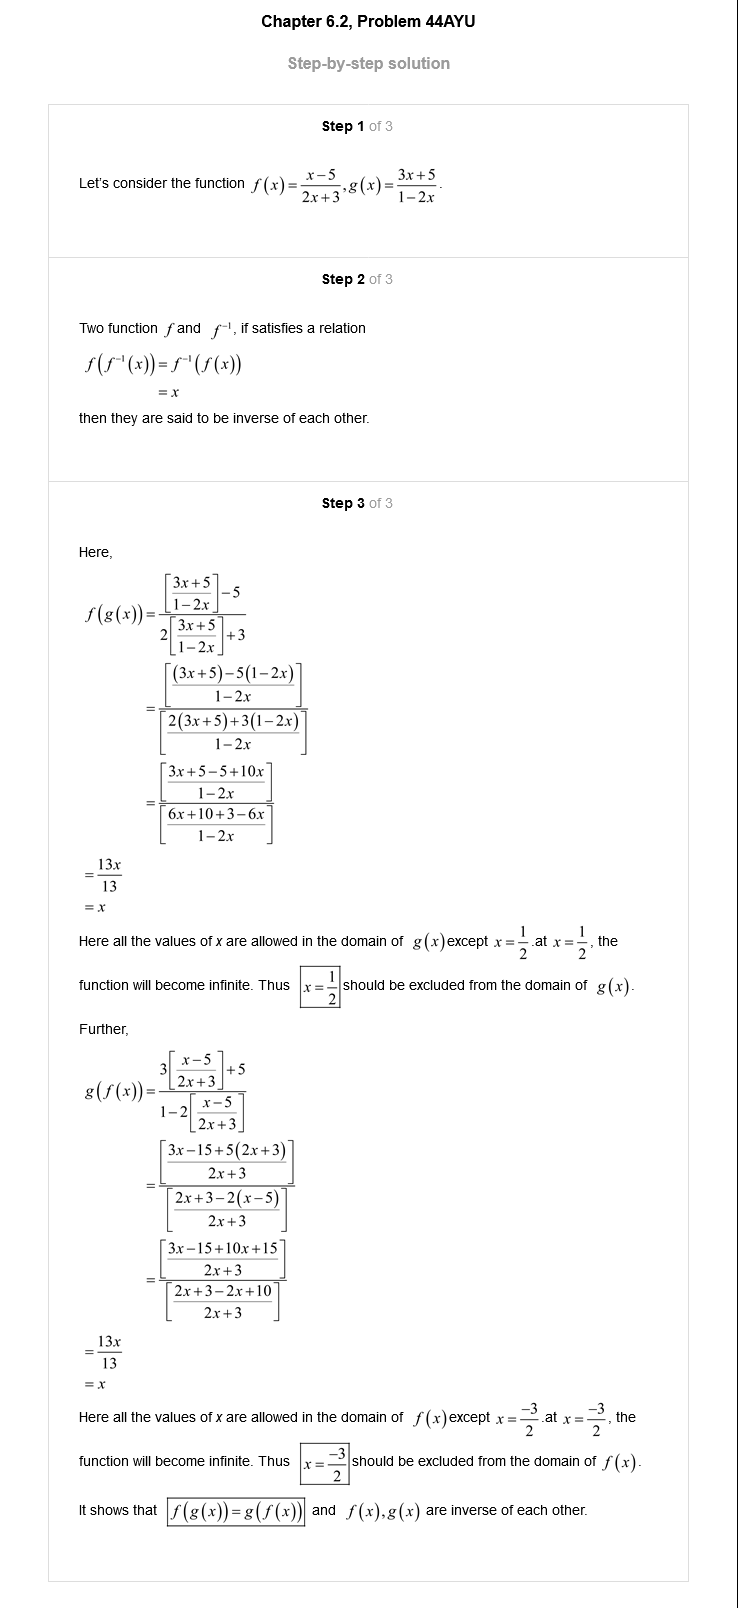 Chapter 6.2, Problem 44AYU
Step-by-step solution
Step 1 of 3
Let's consider the function f(x)=\frac{x-5}{2x+3}, g(x)=\frac{3x+5}{1-2x}.
Step 2 of 3
Two function f and f^{-1}, if satisfies a relation
f(f^{-1}(x))=f^{-1}(f(x))
=x
then they are said to be inverse of each other.
Step 3 of 3
Here,
f(g(x))=\frac{\left[\frac{3x+5}{1-2x}\right]-5}{2\left[\frac{3x+5}{1-2x}\right]+3}
=\frac{\left[\frac{(3x+5)-5(1-2x)}{1-2x}\right]}{\left[\frac{2(3x+5)+3(1-2x)}{1-2x}\right]}
=\frac{\left[\frac{3x+5-5+10x}{1-2x}\right]}{\left[\frac{6x+10+3-6x}{1-2x}\right]}
=\frac{13x}{13}
=x
Here all the values of x are allowed in the domain of g(x) except x=\frac{1}{2}.at x=\frac{1}{2}, the
function will become infinite. Thus x=\frac{1}{2} should be excluded from the domain of g(x).
Further,
g(f(x))=\frac{3\left[\frac{x-5}{2x+3}\right]+5}{1-2\left[\frac{x-5}{2x+3}\right]}
=\frac{\left[\frac{3x-15+5(2x+3)}{2x+3}\right]}{\left[\frac{2x+3-2(x-5)}{2x+3}\right]}
=\frac{\left[\frac{3x-15+10x+15}{2x+3}\right]}{\left[\frac{2x+3-2x+10}{2x+3}\right]}
=\frac{13x}{13}
=x
Here all the values of x are allowed in the domain of f(x) except x=\frac{-3}{2}.at x=\frac{-3}{2}, the
function will become infinite. Thus x=\frac{-3}{2} should be excluded from the domain of f(x).
It shows that f(g(x))=g(f(x)) and f(x),g(x) are inverse of each other.